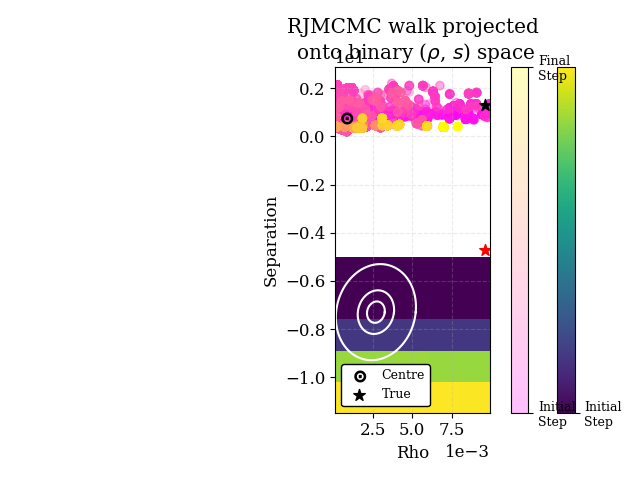 RJMCMC walk projected
onto binary (ρ, s) space
1e1
0.2
0.0
−0.2
−0.4
−0.6
−0.8
−1.0
Separation
Centre
True
2.5 5.0 7.5
Rho 1e−3
Final
Step
Initial
Step
Initial
Step